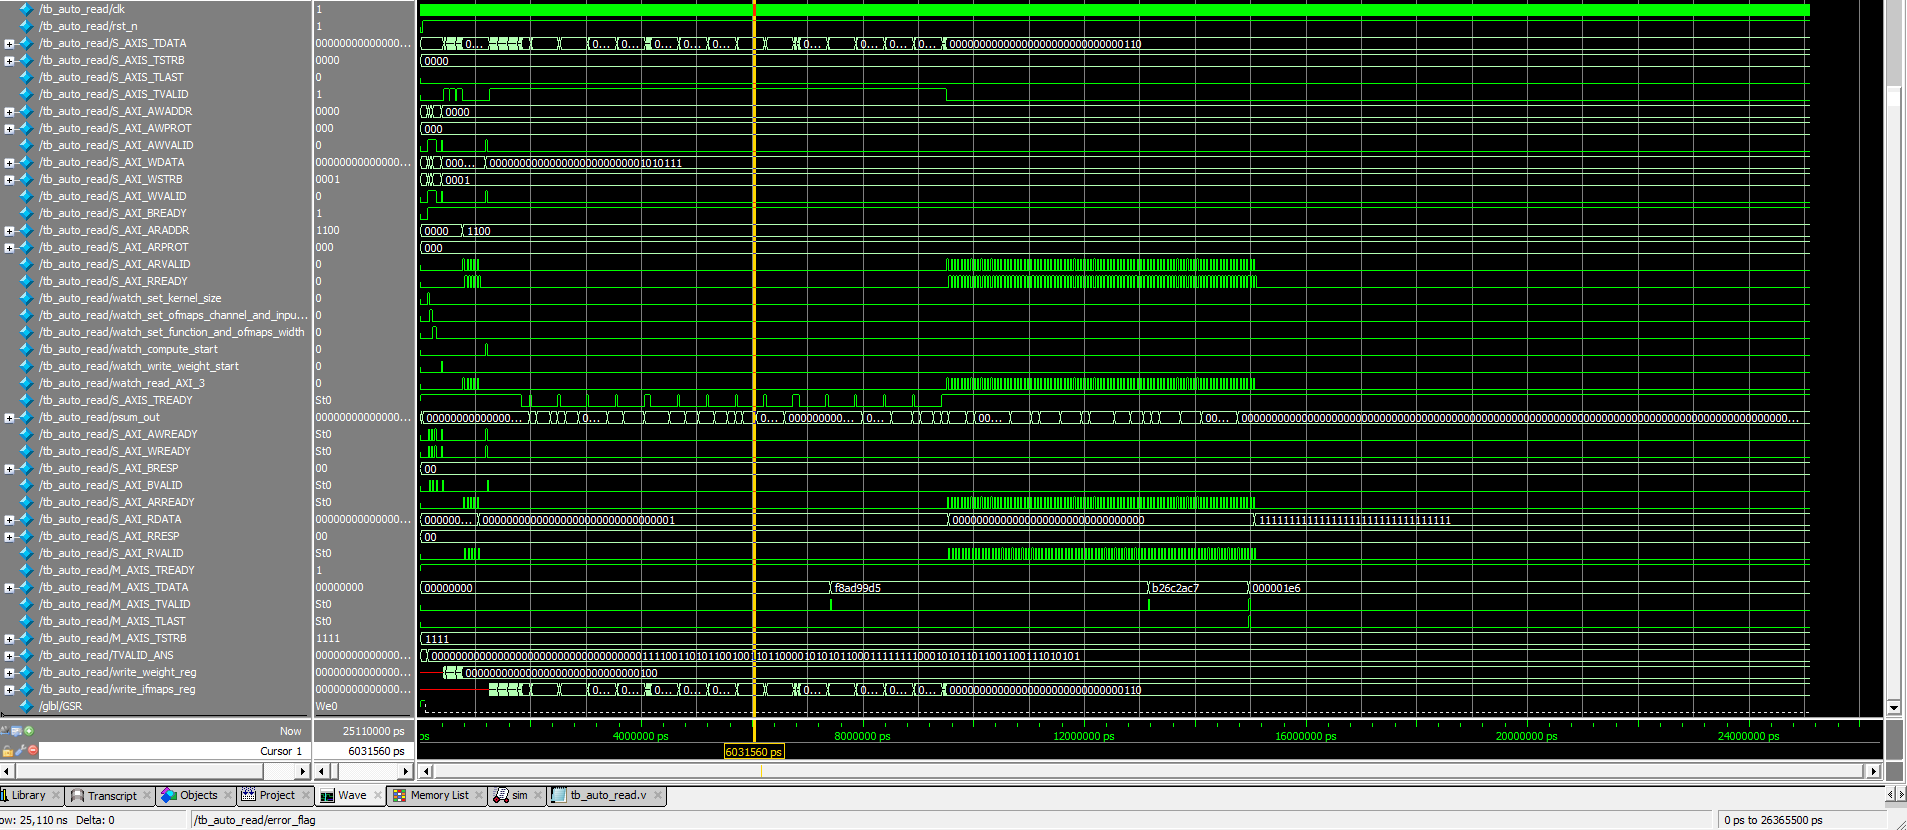 /tb_auto_read/clk 1
/tb_auto_read/rst_n 1
/tb_auto_read/S_AXIS_TDATA 00000000000000... 0... 0... 0... 0... 0... 0... 0... 0... 0... 0... 0... 00000000000000000000000000000110
/tb_auto_read/S_AXIS_TSTRB 0000 0000
/tb_auto_read/S_AXIS_TLAST 0
/tb_auto_read/S_AXIS_TVALID 1
/tb_auto_read/S_AXI_AWADDR 0000 0000
/tb_auto_read/S_AXI_AWPROT 000 000
/tb_auto_read/S_AXI_AWVALID 0
/tb_auto_read/S_AXI_WDATA 00000000000000... 000... 00000000000000000000000001010111
/tb_auto_read/S_AXI_WSTRB 0001 0001
/tb_auto_read/S_AXI_WVALID 0
/tb_auto_read/S_AXI_BREADY 1
/tb_auto_read/S_AXI_ARADDR 1100 0000 1100
/tb_auto_read/S_AXI_ARPROT 000 000
/tb_auto_read/S_AXI_ARVALID 0
/tb_auto_read/S_AXI_RREADY 0
/tb_auto_read/watch_set_kernel_size 0
/tb_auto_read/watch_set_ofmaps_channel_and_inpu... 0
/tb_auto_read/watch_set_function_and_ofmaps_width 0
/tb_auto_read/watch_compute_start 0
/tb_auto_read/watch_write_weight_start 0
/tb_auto_read/watch_read_AXI_3 0
/tb_auto_read/S_AXIS_TREADY St0
/tb_auto_read/psum_out 00000000000000... 00000000000000... 0... 0... 000000000... 0... 00... 00...
/tb_auto_read/S_AXI_AWREADY St0
/tb_auto_read/S_AXI_WREADY St0
/tb_auto_read/S_AXI_BRESP 00 00
/tb_auto_read/S_AXI_BVALID St0
/tb_auto_read/S_AXI_ARREADY St0
/tb_auto_read/S_AXI_RDATA 00000000000000... 000000... 00000000000000000000000000000001 00000000000000000000000000000000 11111111111111111111111111111111
/tb_auto_read/S_AXI_RRESP 00 00
/tb_auto_read/S_AXI_RVALID St0
/tb_auto_read/M_AXIS_TREADY 1
/tb_auto_read/M_AXIS_TDATA 00000000 00000000 f8ad99d5 b26c2ac7 000001e6
/tb_auto_read/M_AXIS_TVALID St0
/tb_auto_read/M_AXIS_TLAST St0
/tb_auto_read/M_AXIS_TSTRB 1111 1111
/tb_auto_read/TVALID_ANS 00000000000000...
/tb_auto_read/write_weight_reg 00000000000000... 00000000000000000000000000000100
/tb_auto_read/write_ifmaps_reg 00000000000000... 0... 0... 0... 0... 0... 0... 0... 0... 0... 00000000000000000000000000000110
/glbl/GSR We0
Now 25110000 ps ps 4000000 ps 8000000 ps 12000000 ps 16000000 ps 20000000 ps 24000000 ps
Cursor 1 6031560 ps 6031560 ps
Library Transcript Objects Project Wave Memory List sim tb_auto_read.v
ow: 25,110 ns Delta: 0 /tb_auto_read/error_flag 0 ps to 26365500 ps